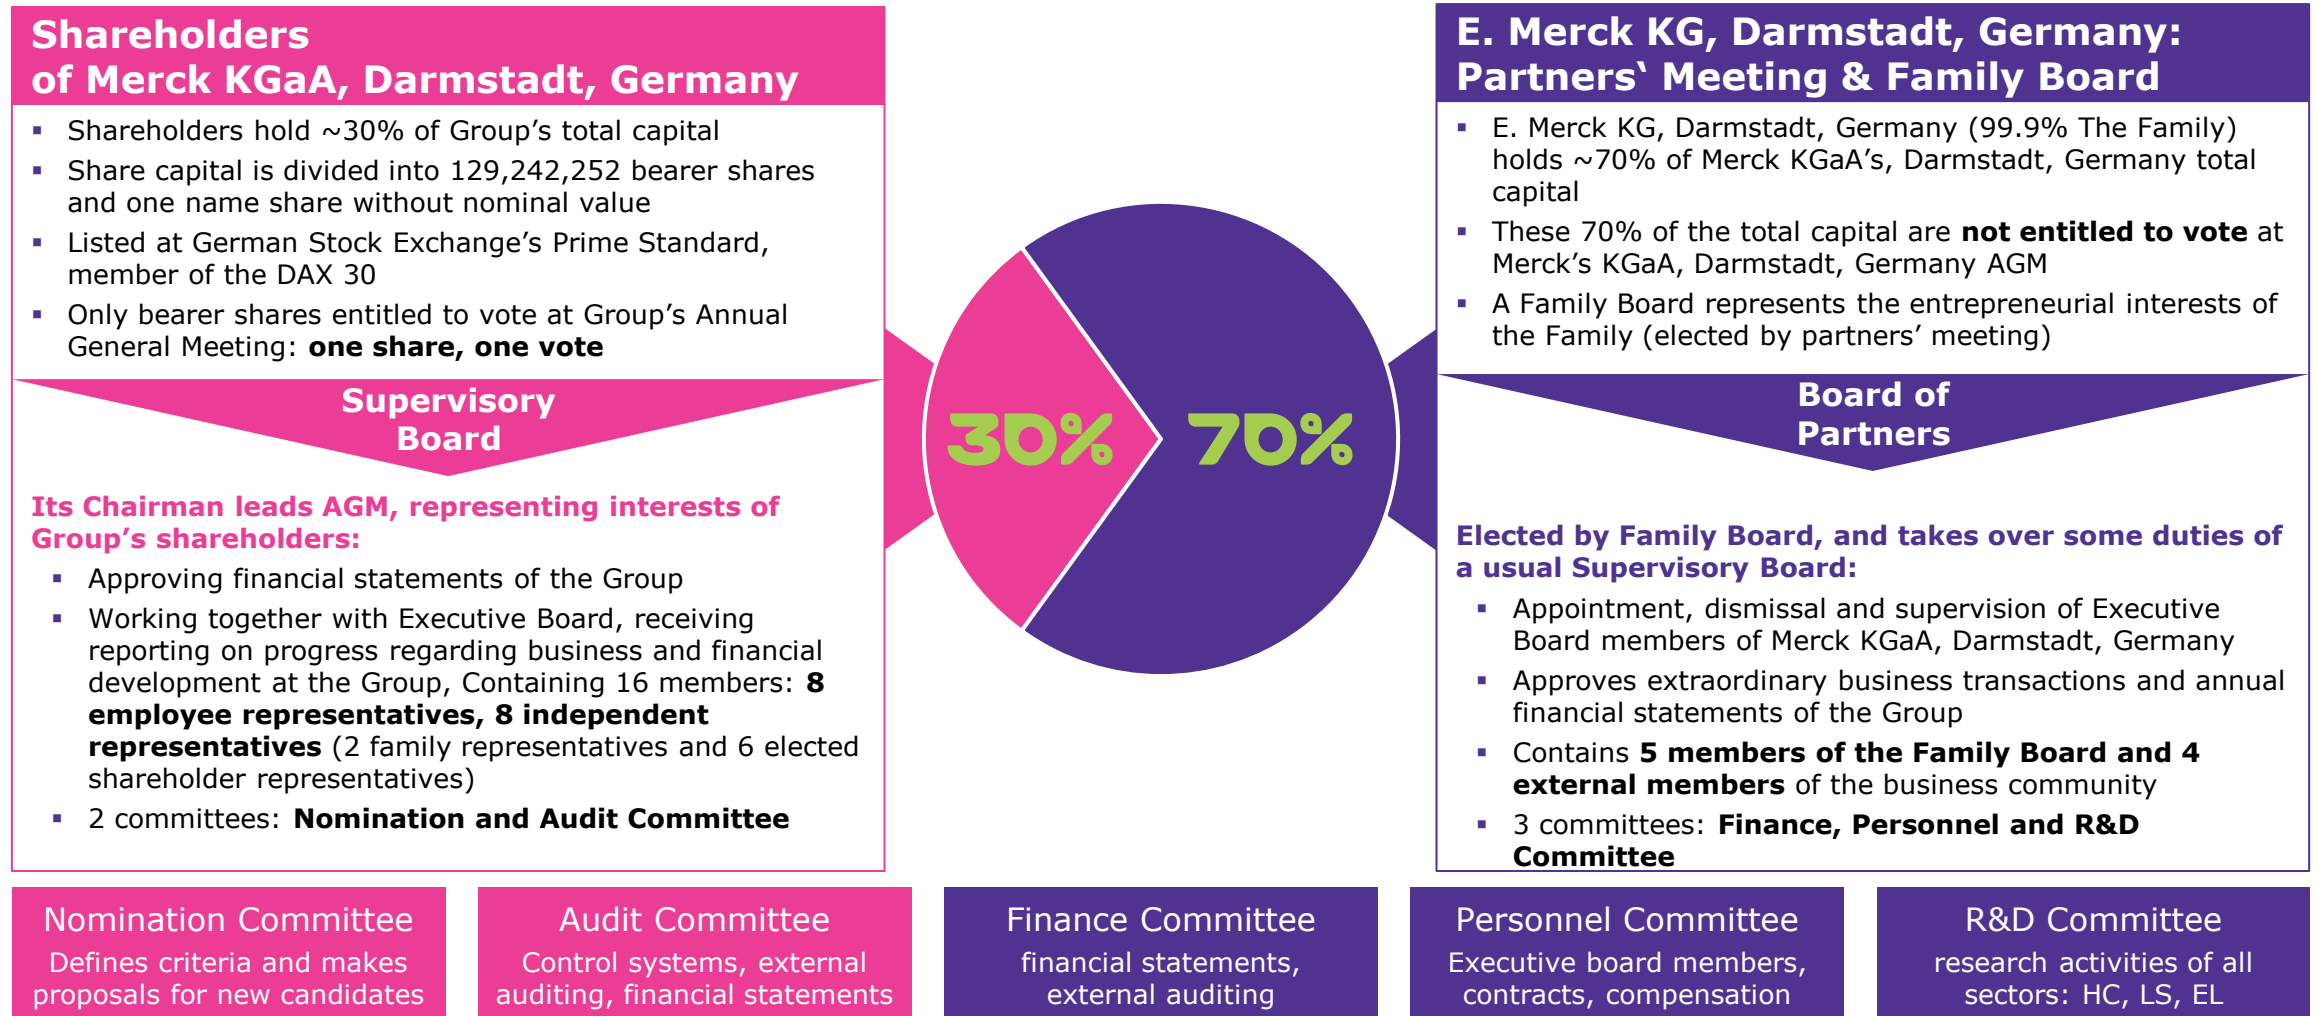 Shareholders
of Merck KGaA, Darmstadt, Germany
▪ Shareholders hold ~30% of Group’s total capital
▪ Share capital is divided into 129,242,252 bearer shares
and one name share without nominal value
▪ Listed at German Stock Exchange’s Prime Standard,
member of the DAX 30
▪ Only bearer shares entitled to vote at Group’s Annual
General Meeting: one share, one vote
Supervisory
Board
Its Chairman leads AGM, representing interests of
Group’s shareholders:
▪ Approving financial statements of the Group
▪ Working together with Executive Board, receiving
reporting on progress regarding business and financial
development at the Group, Containing 16 members: 8
employee representatives, 8 independent
representatives (2 family representatives and 6 elected
shareholder representatives)
▪ 2 committees: Nomination and Audit Committee
30%
70%
E. Merck KG, Darmstadt, Germany:
Partners‘ Meeting & Family Board
▪ E. Merck KG, Darmstadt, Germany (99.9% The Family)
holds ~70% of Merck KGaA’s, Darmstadt, Germany total
capital
▪ These 70% of the total capital are not entitled to vote at
Merck’s KGaA, Darmstadt, Germany AGM
▪ A Family Board represents the entrepreneurial interests of
the Family (elected by partners’ meeting)
Board of
Partners
Elected by Family Board, and takes over some duties of
a usual Supervisory Board:
▪ Appointment, dismissal and supervision of Executive
Board members of Merck KGaA, Darmstadt, Germany
▪ Approves extraordinary business transactions and annual
financial statements of the Group
▪ Contains 5 members of the Family Board and 4
external members of the business community
▪ 3 committees: Finance, Personnel and R&D
Committee
Nomination Committee
Defines criteria and makes
proposals for new candidates
Audit Committee
Control systems, external
auditing, financial statements
Finance Committee
financial statements,
external auditing
Personnel Committee
Executive board members,
contracts, compensation
R&D Committee
research activities of all
sectors: HC, LS, EL